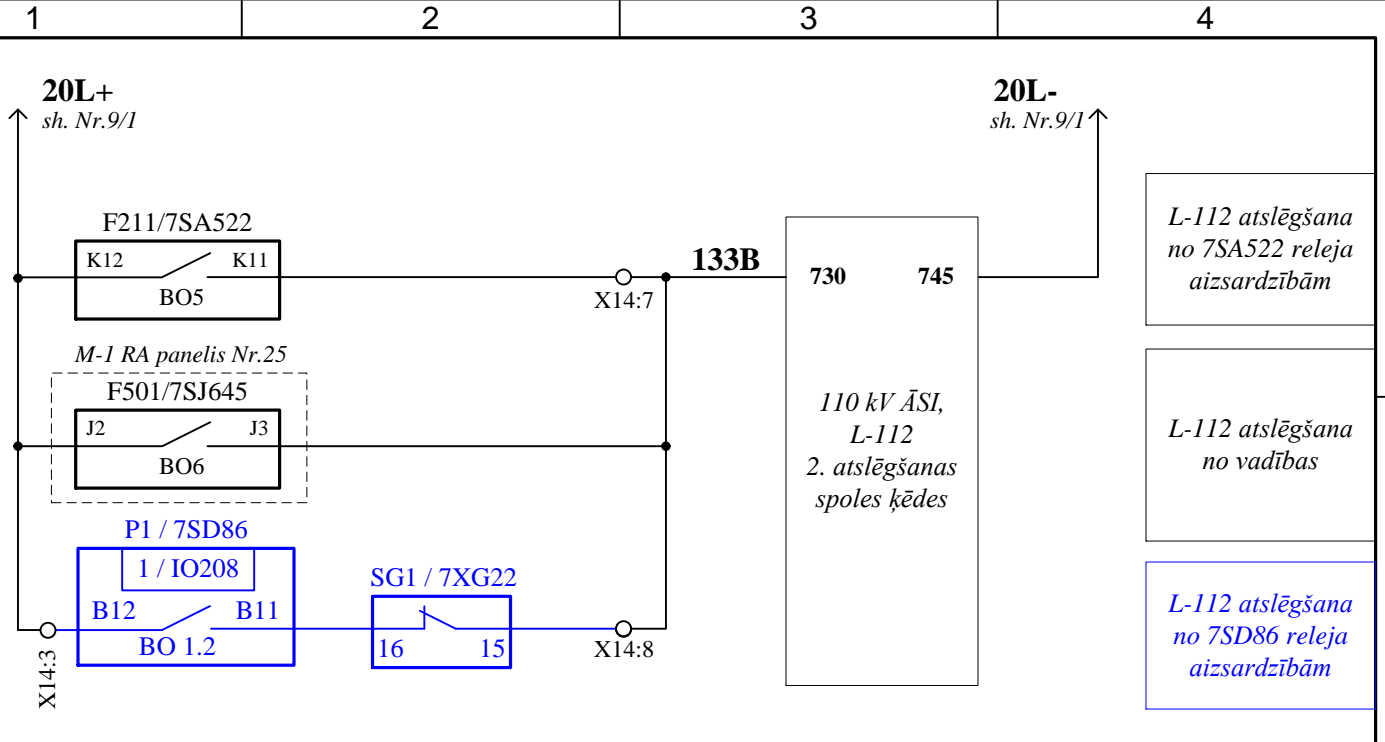 1
2
3
4
20L+
sh. Nr.9/1
20L-
sh. Nr.9/1
F211/7SA522
K12
K11
BO5
X14:7
133B
730
745
L-112 atslēgšana
no 7SA522 releja
aizsardzībām
M-1 RA panelis Nr.25
F501/7SJ645
J2
J3
BO6
110 kV ĀSI,
L-112
2. atslēgšanas
spoles ķēdes
L-112 atslēgšana
no vadības
P1 / 7SD86
1 / IO208
B12
B11
BO 1.2
SG1 / 7XG22
16
15
X14:3
X14:8
L-112 atslēgšana
no 7SD86 releja
aizsardzībām